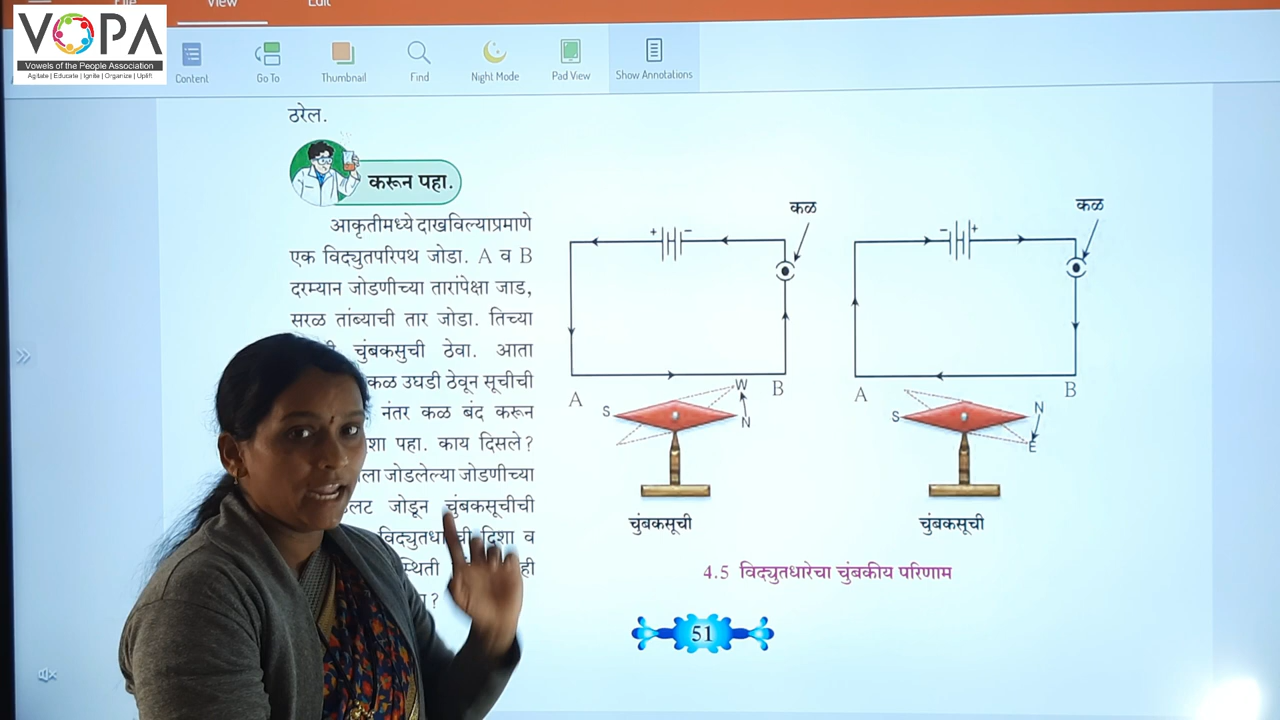 File
View
Edit
VOPA
Vowels of the People Association
Agitate | Educate | Ignite | Organize | Uplift
Content
Go To
Thumbnail
Find
Night Mode
Pad View
Show Annotations
ठरेल.
करून पहा.
आकृतीमध्ये दाखविल्याप्रमाणे
एक विद्युतपरिपथ जोडा. A व B
दरम्यान जोडणीच्या तारांपेक्षा जाड,
सरळ तांब्याची तार जोडा. तिच्या
चुंबकसुची ठेवा. आता
कळ उघडी ठेवून सूचीची
नंतर कळ बंद करून
पहा. काय दिसले?
जोडलेल्या जोडणीच्या
जोडून चुंबकसूचीची
दिशा व
कळ
+ −
A
B
S
W
N
चुंबकसूची
कळ
− +
A
B
S
N
E
चुंबकसूची
4.5 विद्युतधारेचा चुंबकीय परिणाम
51